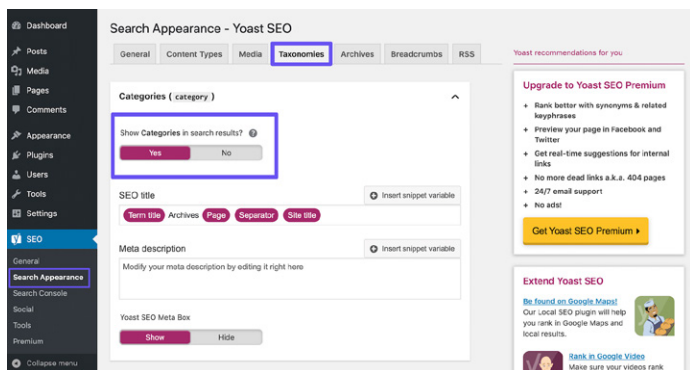 Dashboard
Posts
Media
Pages
Comments
Appearance
Plugins
Users
Tools
Settings
SEO
General
Search Appearance
Search Console
Social
Tools
Premium
Collapse menu
Search Appearance - Yoast SEO
General Content Types Media Taxonomies Archives Breadcrumbs RSS
Categories ( category )
Show Categories in search results?
Yes No
SEO title
Insert snippet variable
Term title Archives Page Separator Site title
Meta description
Insert snippet variable
Modify your meta description by editing it right here
Yoast SEO Meta Box
Show Hide
Yoast recommendations for you
Upgrade to Yoast SEO Premium
+ Rank better with synonyms & related
keyphrases
+ Preview your page in Facebook and
Twitter
+ Get real-time suggestions for internal
links
+ No more dead links a.k.a. 404 pages
+ 24/7 email support
+ No ads!
Get Yoast SEO Premium
Extend Yoast SEO
Be found on Google Maps!
Our Local SEO plugin will help
you rank in Google Maps and
local results.
Rank in Google Video
Make sure your videos rank